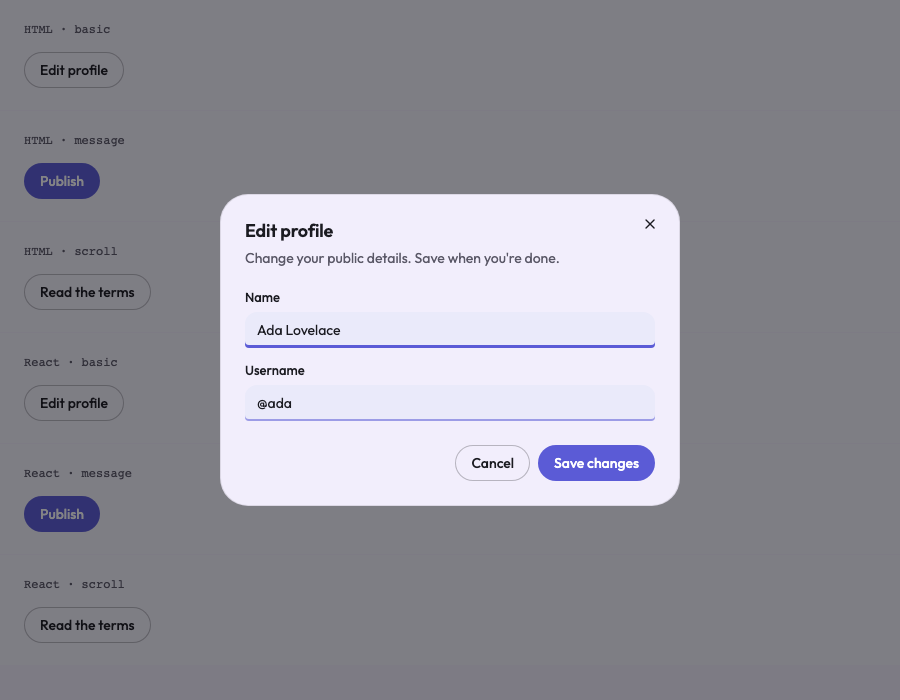 HTML · basic
Edit profile
HTML · message
Publish
HTML · scroll
Read the terms
React · basic
Edit profile
React · message
Publish
React · scroll
Read the terms
Edit profile
Change your public details. Save when you're done.
Name
Ada Lovelace
Username
@ada
Cancel
Save changes